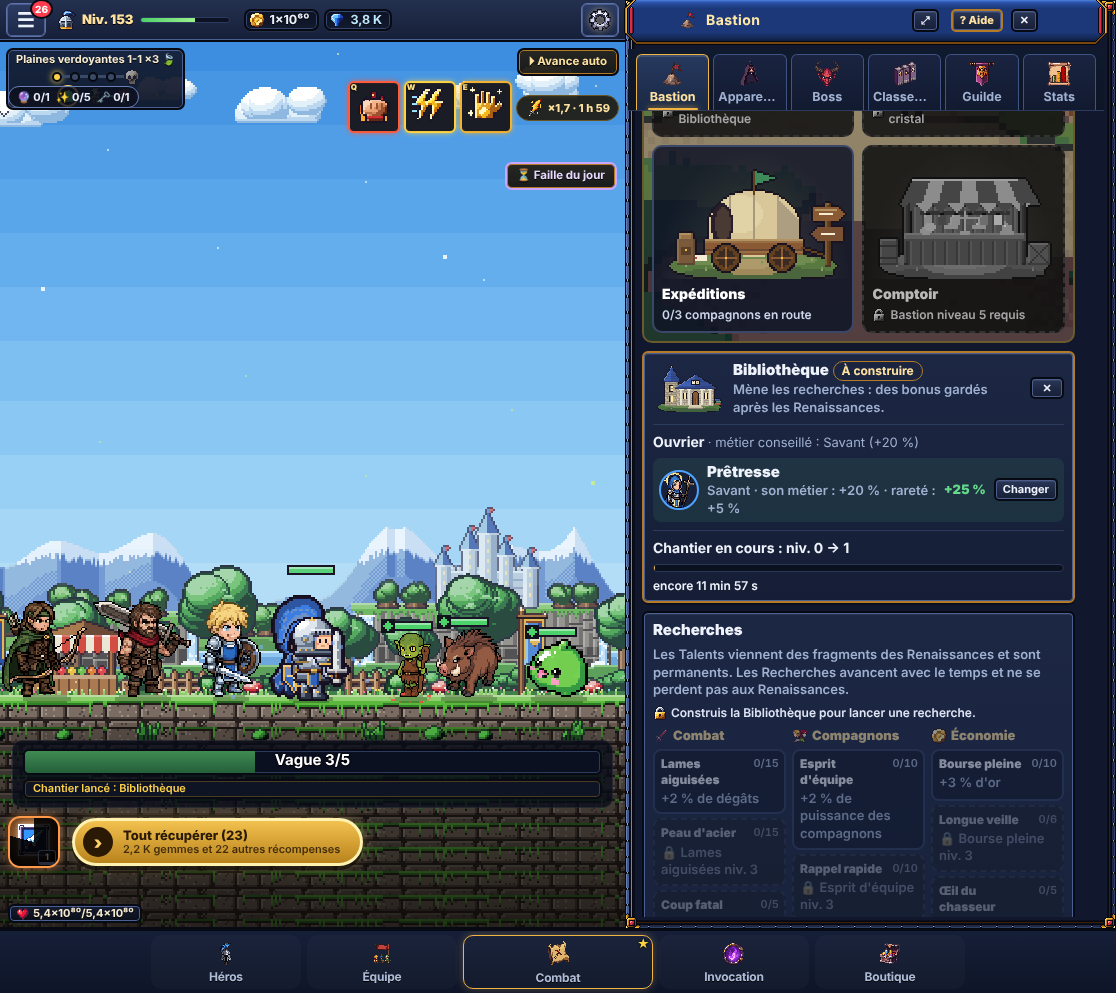 26
Niv. 153
1×10⁶⁰
3,8 K
Plaines verdoyantes 1-1 ×3
0/1 0/5 0/1
Avance auto
Q
W
E
×1,7 · 1 h 59
Faille du jour
Vague 3/5
Chantier lancé : Bibliothèque
1
Tout récupérer (23)
2,2 K gemmes et 22 autres récompenses
5,4×10⁸⁰/5,4×10⁸⁰
Bastion
? Aide
×
Bastion
Appare…
Boss
Classe…
Guilde
Stats
Bibliothèque
cristal
Expéditions
0/3 compagnons en route
Comptoir
Bastion niveau 5 requis
Bibliothèque
À construire
Mène les recherches : des bonus gardés
après les Renaissances.
×
Ouvrier · métier conseillé : Savant (+20 %)
Prêtresse
Savant · son métier : +20 % · rareté :
+5 %
+25 %
Changer
Chantier en cours : niv. 0 → 1
encore 11 min 57 s
Recherches
Les Talents viennent des fragments des Renaissances et sont
permanents. Les Recherches avancent avec le temps et ne se
perdent pas aux Renaissances.
Construis la Bibliothèque pour lancer une recherche.
Combat
Lames
aiguisées
0/15
+2 % de dégâts
Peau d'acier 0/15
Lames
aiguisées niv. 3
Coup fatal 0/5
Compagnons
Esprit
d'équipe
0/10
+2 % de
puissance des
compagnons
Rappel rapide 0/10
Esprit d'équipe
niv. 3
Économie
Bourse pleine 0/10
+3 % d'or
Longue veille 0/6
Bourse pleine
niv. 3
Œil du
chasseur
0/5
Héros
Équipe
Combat
Invocation
Boutique